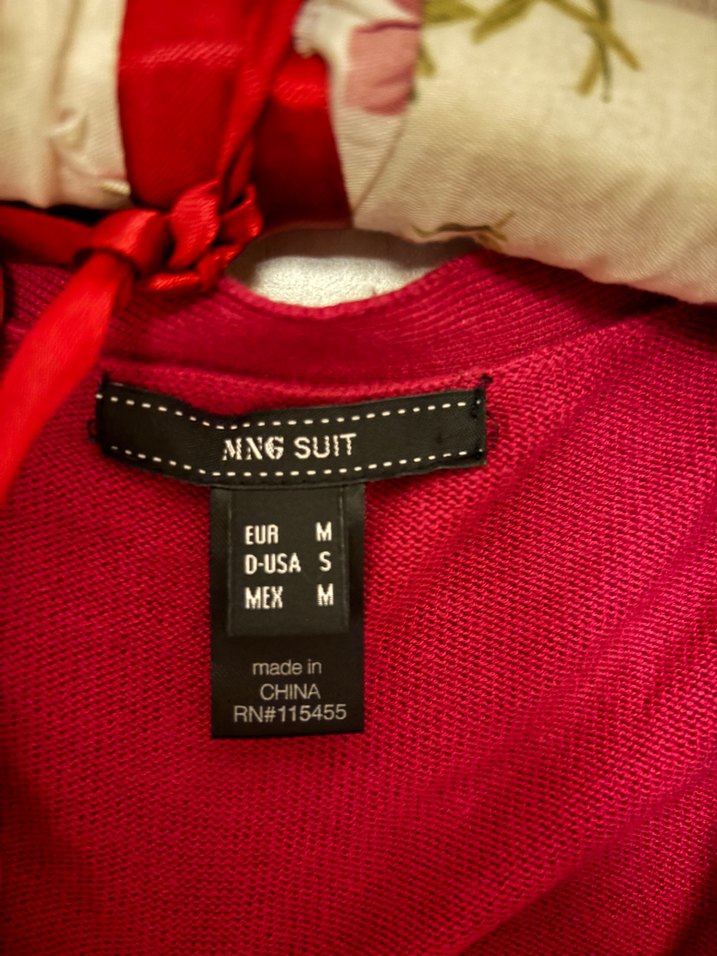 MNG SUIT
EUR M
D-USA S
MEX M
made in
CHINA
RN#115455